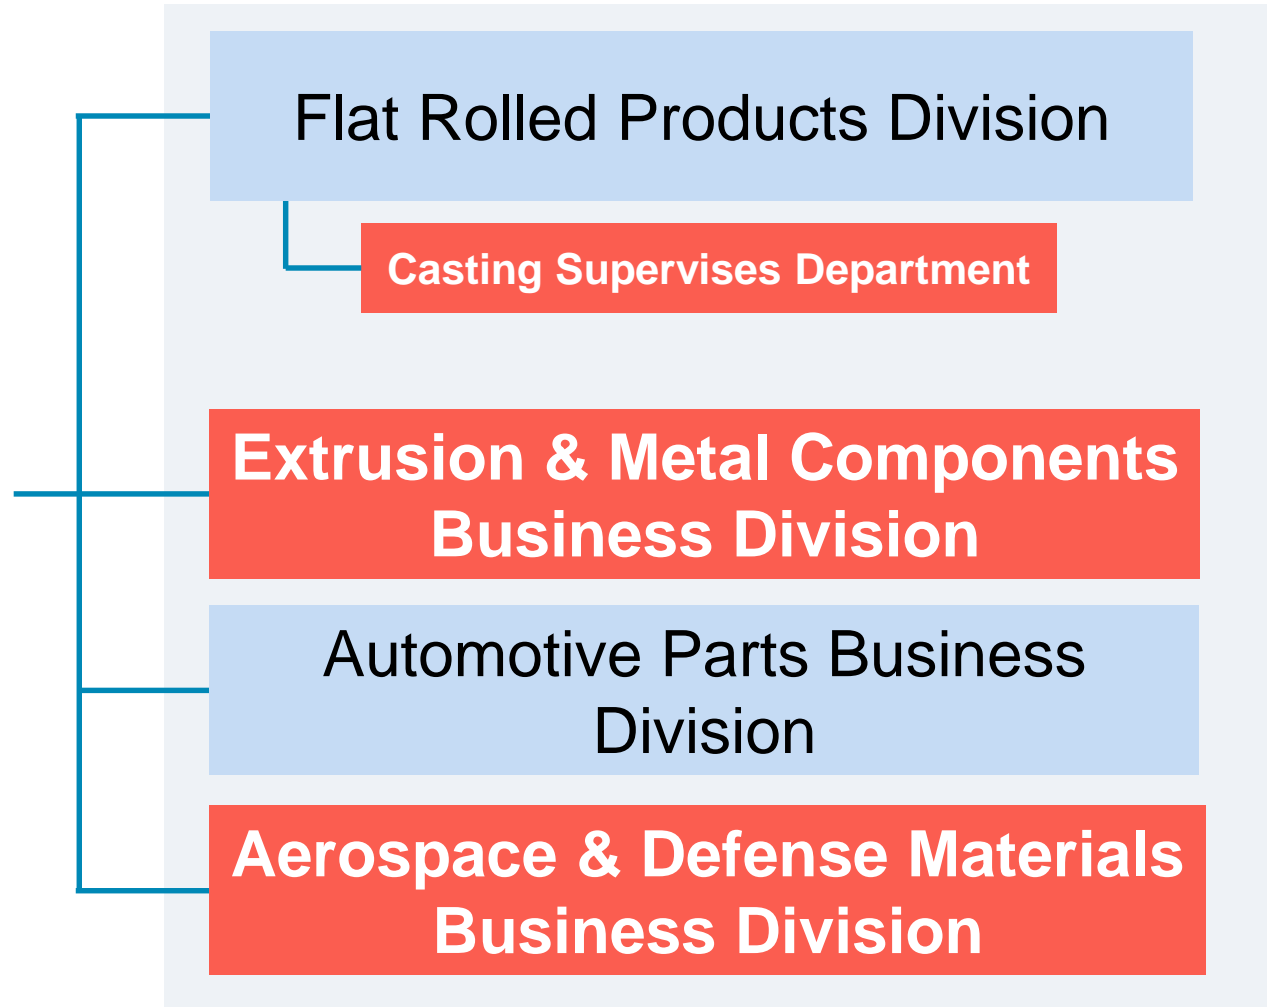 Flat Rolled Products Division
Casting Supervises Department
Extrusion & Metal Components
Business Division
Automotive Parts Business
Division
Aerospace & Defense Materials
Business Division